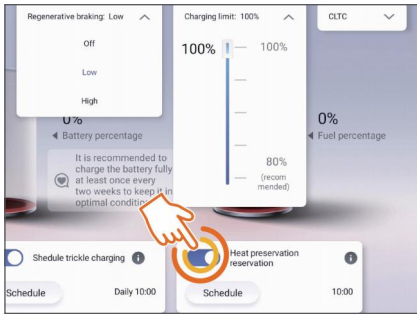 Regenerative braking: Low
Off
Low
High
Charging limit: 100%
100%
100%
80%
(recom
mended)
CLTC
0%
Battery percentage
It is recommended to
charge the battery fully
at least once every
two weeks to keep it in
optimal condition
0%
Fuel percentage
Shedule trickle charging
Schedule
Daily 10:00
Heat preservation
reservation
Schedule
10:00